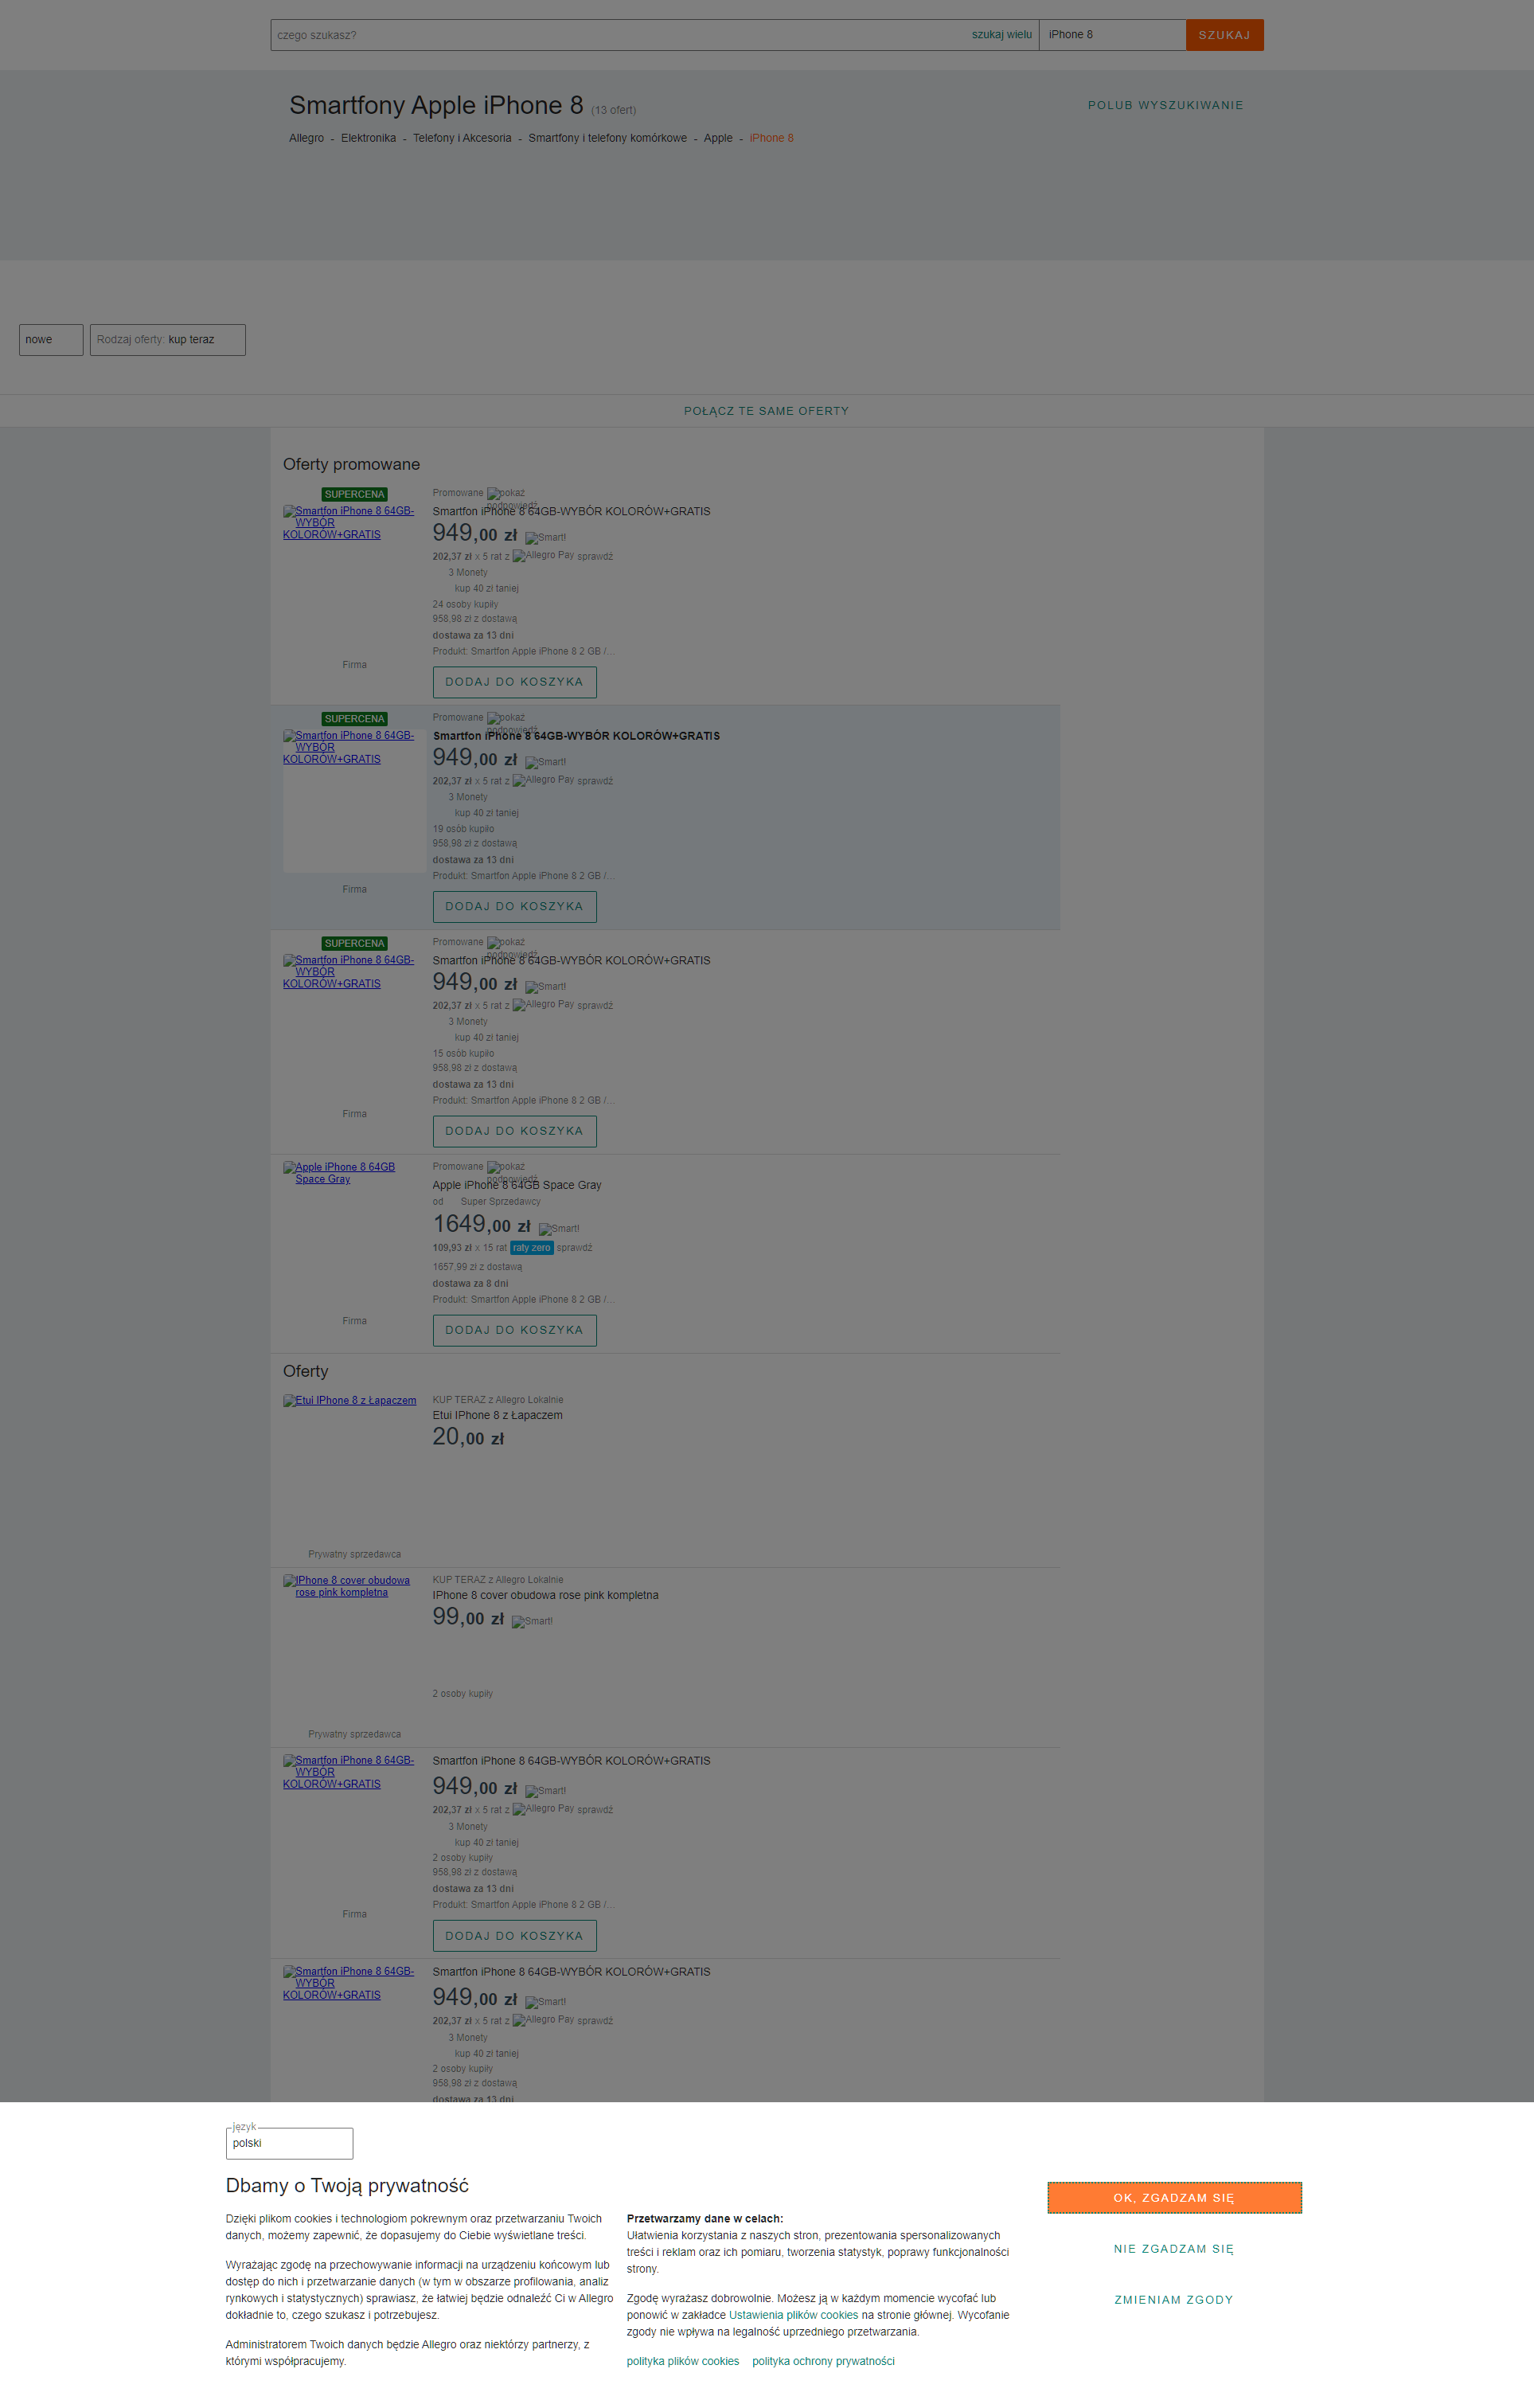 czego szukasz? szukaj wielu iPhone 8 SZUKAJ
Smartfony Apple iPhone 8 (13 ofert) POLUB WYSZUKIWANIE
Allegro - Elektronika - Telefony i Akcesoria - Smartfony i telefony komórkowe - Apple - iPhone 8
nowe Rodzaj oferty: kup teraz
POŁĄCZ TE SAME OFERTY
Oferty promowane
SUPERCENA
Smartfon iPhone 8 64GB-
WYBÓR
KOLORÓW+GRATIS
Firma
Promowane pokaż
podpowiedź
Smartfon iPhone 8 64GB-WYBÓR KOLORÓW+GRATIS
949,00 zł Smart!
202,37 zł x 5 rat z Allegro Pay sprawdź
3 Monety
kup 40 zł taniej
24 osoby kupiły
958,98 zł z dostawą
dostawa za 13 dni
Produkt: Smartfon Apple iPhone 8 2 GB /…
DODAJ DO KOSZYKA
SUPERCENA
Smartfon iPhone 8 64GB-
WYBÓR
KOLORÓW+GRATIS
Firma
Promowane pokaż
podpowiedź
Smartfon iPhone 8 64GB-WYBÓR KOLORÓW+GRATIS
949,00 zł Smart!
202,37 zł x 5 rat z Allegro Pay sprawdź
3 Monety
kup 40 zł taniej
19 osób kupiło
958,98 zł z dostawą
dostawa za 13 dni
Produkt: Smartfon Apple iPhone 8 2 GB /…
DODAJ DO KOSZYKA
SUPERCENA
Smartfon iPhone 8 64GB-
WYBÓR
KOLORÓW+GRATIS
Firma
Promowane pokaż
podpowiedź
Smartfon iPhone 8 64GB-WYBÓR KOLORÓW+GRATIS
949,00 zł Smart!
202,37 zł x 5 rat z Allegro Pay sprawdź
3 Monety
kup 40 zł taniej
15 osób kupiło
958,98 zł z dostawą
dostawa za 13 dni
Produkt: Smartfon Apple iPhone 8 2 GB /…
DODAJ DO KOSZYKA
Apple iPhone 8 64GB
Space Gray
Firma
Promowane pokaż
podpowiedź
Apple iPhone 8 64GB Space Gray
od Super Sprzedawcy
1649,00 zł Smart!
109,93 zł x 15 rat raty zero sprawdź
1657,99 zł z dostawą
dostawa za 8 dni
Produkt: Smartfon Apple iPhone 8 2 GB /…
DODAJ DO KOSZYKA
Oferty
Etui IPhone 8 z Łapaczem
Prywatny sprzedawca
KUP TERAZ z Allegro Lokalnie
Etui IPhone 8 z Łapaczem
20,00 zł
IPhone 8 cover obudowa
rose pink kompletna
Prywatny sprzedawca
KUP TERAZ z Allegro Lokalnie
IPhone 8 cover obudowa rose pink kompletna
99,00 zł Smart!
2 osoby kupiły
Smartfon iPhone 8 64GB-
WYBÓR
KOLORÓW+GRATIS
Firma
Smartfon iPhone 8 64GB-WYBÓR KOLORÓW+GRATIS
949,00 zł Smart!
202,37 zł x 5 rat z Allegro Pay sprawdź
3 Monety
kup 40 zł taniej
2 osoby kupiły
958,98 zł z dostawą
dostawa za 13 dni
Produkt: Smartfon Apple iPhone 8 2 GB /…
DODAJ DO KOSZYKA
Smartfon iPhone 8 64GB-
WYBÓR
KOLORÓW+GRATIS
Smartfon iPhone 8 64GB-WYBÓR KOLORÓW+GRATIS
949,00 zł Smart!
202,37 zł x 5 rat z Allegro Pay sprawdź
3 Monety
kup 40 zł taniej
2 osoby kupiły
958,98 zł z dostawą
dostawa za 13 dni
język
polski
Dbamy o Twoją prywatność
Dzięki plikom cookies i technologiom pokrewnym oraz przetwarzaniu Twoich
danych, możemy zapewnić, że dopasujemy do Ciebie wyświetlane treści.
Wyrażając zgodę na przechowywanie informacji na urządzeniu końcowym lub
dostęp do nich i przetwarzanie danych (w tym w obszarze profilowania, analiz
rynkowych i statystycznych) sprawiasz, że łatwiej będzie odnaleźć Ci w Allegro
dokładnie to, czego szukasz i potrzebujesz.
Administratorem Twoich danych będzie Allegro oraz niektórzy partnerzy, z
którymi współpracujemy.
Przetwarzamy dane w celach:
Ułatwienia korzystania z naszych stron, prezentowania spersonalizowanych
treści i reklam oraz ich pomiaru, tworzenia statystyk, poprawy funkcjonalności
strony.
Zgodę wyrażasz dobrowolnie. Możesz ją w każdym momencie wycofać lub
ponowić w zakładce Ustawienia plików cookies na stronie głównej. Wycofanie
zgody nie wpływa na legalność uprzedniego przetwarzania.
polityka plików cookies polityka ochrony prywatności
OK, ZGADZAM SIĘ
NIE ZGADZAM SIĘ
ZMIENIAM ZGODY